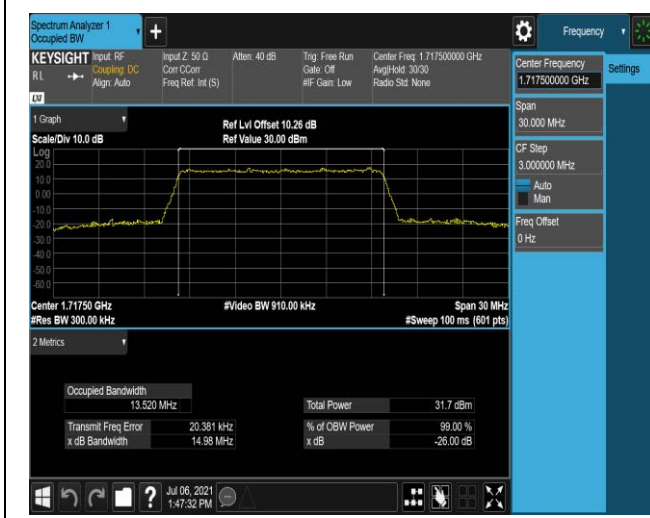 Spectrum Analyzer 1
Occupied BW
Frequency
KEYSIGHT
Input: RF
Coupling: DC
Align: Auto
RL
LXI
Input Z: 50 Ω
Corr CCorr
Freq Ref: Int (S)
Atten: 40 dB
Trig: Free Run
Gate: Off
#IF Gain: Low
Center Freq: 1.717500000 GHz
Avg|Hold: 30/30
Radio Std: None
Center Frequency
1.717500000 GHz
Settings
Span
30.000 MHz
CF Step
3.000000 MHz
Auto
Man
Freq Offset
0 Hz
1 Graph
Scale/Div 10.0 dB
Ref Lvl Offset 10.26 dB
Ref Value 30.00 dBm
Log
20.0
10.0
0.00
-10.0
-20.0
-30.0
-40.0
-50.0
-60.0
Center 1.71750 GHz
#Video BW 910.00 kHz
Span 30 MHz
#Res BW 300.00 kHz
#Sweep 100 ms (601 pts)
2 Metrics
Occupied Bandwidth
13.520 MHz
Total Power 31.7 dBm
Transmit Freq Error 20.381 kHz
% of OBW Power 99.00 %
x dB Bandwidth 14.98 MHz
x dB -26.00 dB
?
Jul 06, 2021
1:47:32 PM